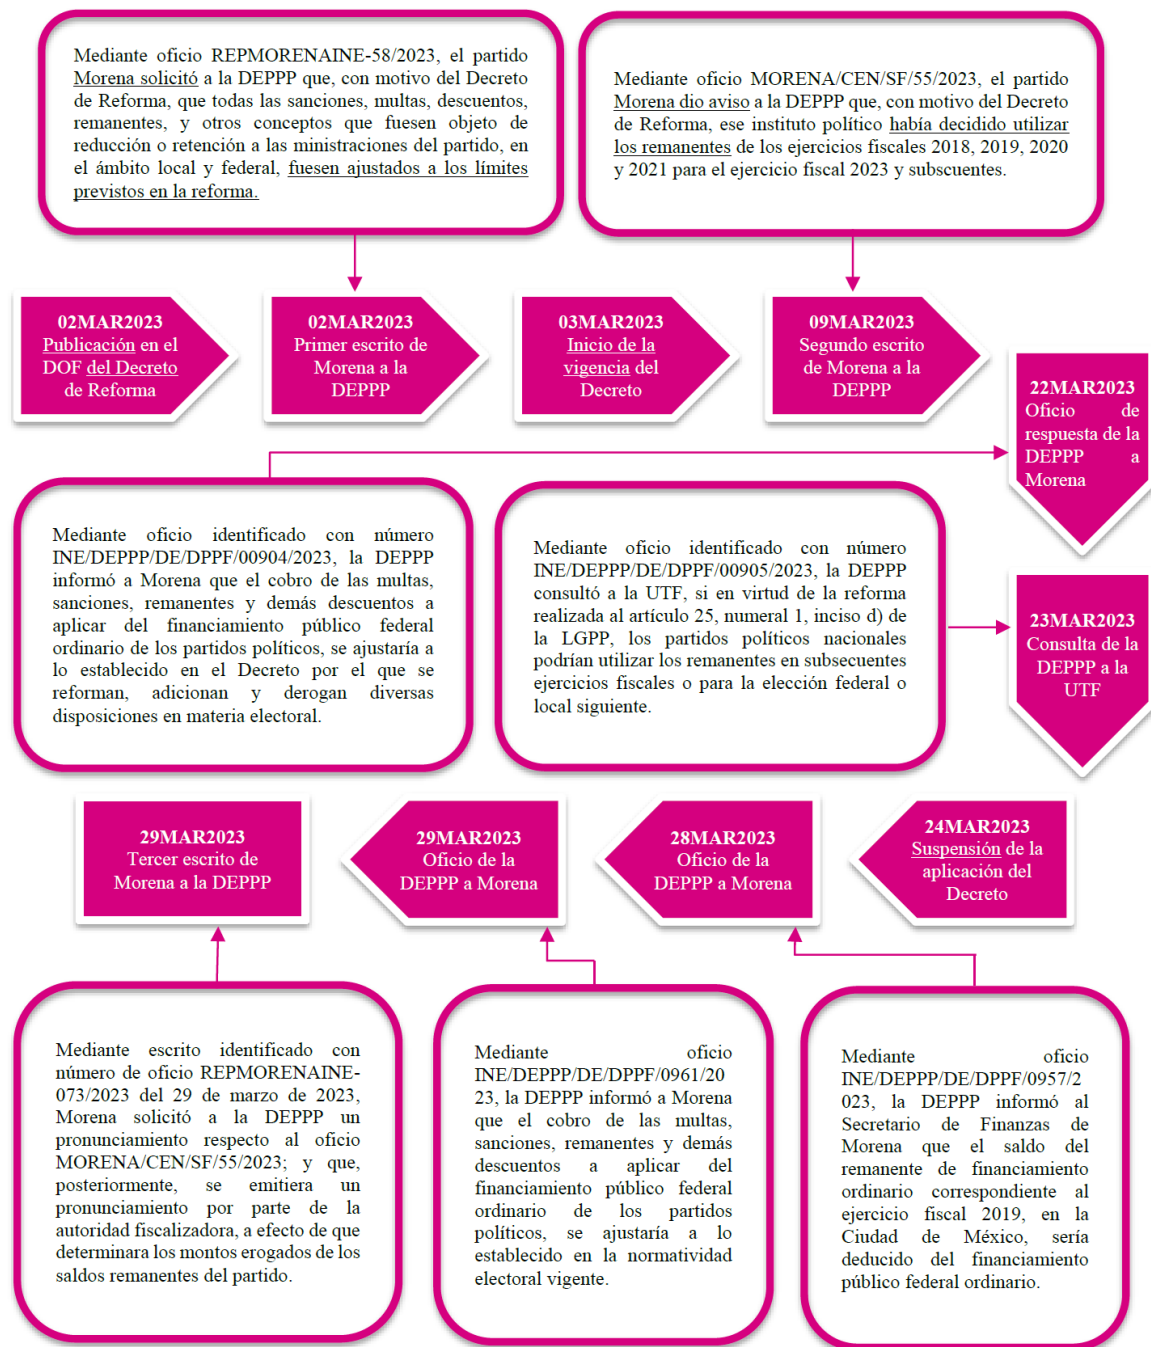 Mediante oficio REPMORENAINE-58/2023, el partido
Morena solicitó a la DEPPP que, con motivo del Decreto
de Reforma, que todas las sanciones, multas, descuentos,
remanentes, y otros conceptos que fuesen objeto de
reducción o retención a las ministraciones del partido, en
el ámbito local y federal, fuesen ajustados a los límites
previstos en la reforma.
Mediante oficio MORENA/CEN/SF/55/2023, el partido
Morena dio aviso a la DEPPP que, con motivo del Decreto
de Reforma, ese instituto político había decidido utilizar
los remanentes de los ejercicios fiscales 2018, 2019, 2020
y 2021 para el ejercicio fiscal 2023 y subscuentes.
02MAR2023
Publicación en el
DOF del Decreto
de Reforma
02MAR2023
Primer escrito de
Morena a la
DEPPP
03MAR2023
Inicio de la
vigencia del
Decreto
09MAR2023
Segundo escrito
de Morena a la
DEPPP
22MAR2023
Oficio de
respuesta de la
DEPPP a
Morena
Mediante oficio identificado con número
INE/DEPPP/DE/DPPF/00904/2023, la DEPPP
informó a Morena que el cobro de las multas,
sanciones, remanentes y demás descuentos a
aplicar del financiamiento público federal
ordinario de los partidos políticos, se ajustaría a
lo establecido en el Decreto por el que se
reforman, adicionan y derogan diversas
disposiciones en materia electoral.
Mediante oficio identificado con número
INE/DEPPP/DE/DPPF/00905/2023, la DEPPP
consultó a la UTF, si en virtud de la reforma
realizada al artículo 25, numeral 1, inciso d) de
la LGPP, los partidos políticos nacionales
podrían utilizar los remanentes en subsecuentes
ejercicios fiscales o para la elección federal o
local siguiente.
23MAR2023
Consulta de la
DEPPP a la
UTF
29MAR2023
Tercer escrito de
Morena a la DEPPP
29MAR2023
Oficio de la
DEPPP a Morena
28MAR2023
Oficio de la
DEPPP a Morena
24MAR2023
Suspensión de la
aplicación del
Decreto
Mediante escrito identificado con
número de oficio REPMORENAINE-
073/2023 del 29 de marzo de 2023,
Morena solicitó a la DEPPP un
pronunciamiento respecto al oficio
MORENA/CEN/SF/55/2023; y que,
posteriormente, se emitiera un
pronunciamiento por parte de la
autoridad fiscalizadora, a efecto de que
determinara los montos erogados de los
saldos remanentes del partido.
Mediante oficio
INE/DEPPP/DE/DPPF/0961/20
23, la DEPPP informó a Morena
que el cobro de las multas,
sanciones, remanentes y demás
descuentos a aplicar del
financiamiento público federal
ordinario de los partidos
políticos, se ajustaría a lo
establecido en la normatividad
electoral vigente.
Mediante oficio
INE/DEPPP/DE/DPPF/0957/2
023, la DEPPP informó al
Secretario de Finanzas de
Morena que el saldo del
remanente de financiamiento
ordinario correspondiente al
ejercicio fiscal 2019, en la
Ciudad de México, sería
deducido del financiamiento
público federal ordinario.